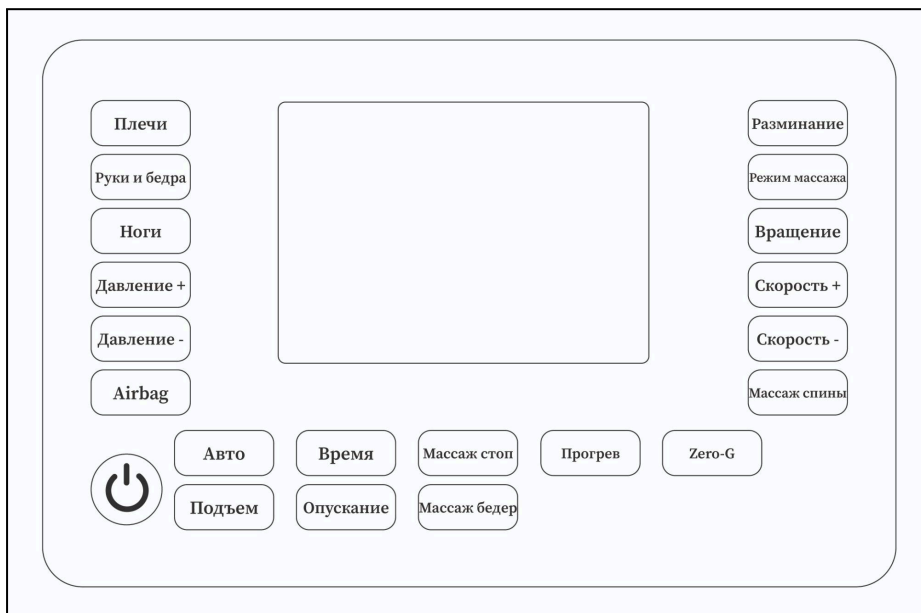 Плечи
Разминание
Руки и бедра
Режим массажа
Ноги
Вращение
Давление +
Скорость +
Давление -
Скорость -
Airbag
Массаж спины
Авто
Время
Массаж стоп
Прогрев
Zero-G
Подъем
Опускание
Массаж бедер